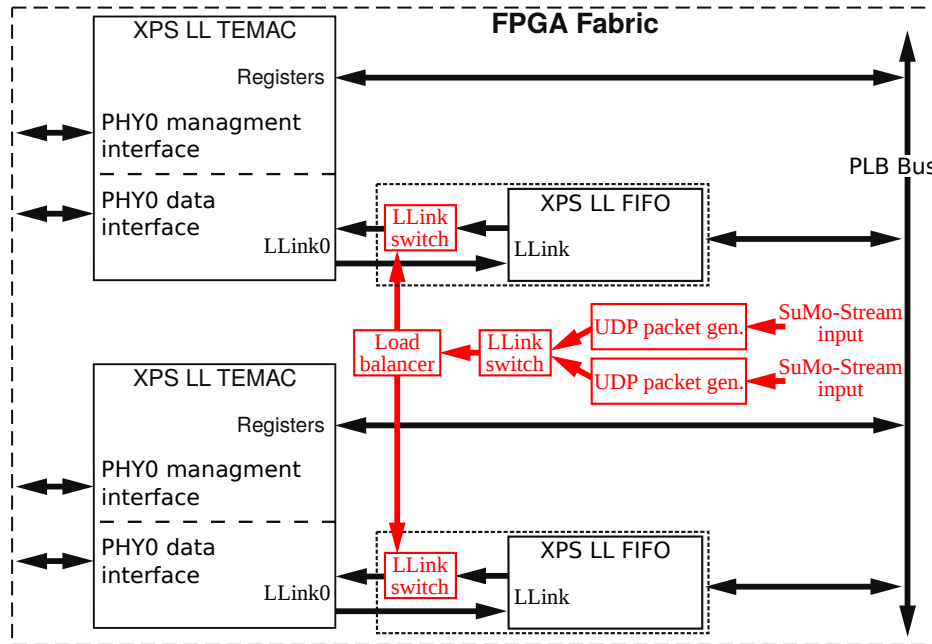 FPGA Fabric
XPS LL TEMAC
Registers
PHY0 managment
interface
PHY0 data
interface
LLink0
LLink
switch
XPS LL FIFO
LLink
PLB Bus
Load
balancer
LLink
switch
UDP packet gen.
SuMo-Stream
input
UDP packet gen.
SuMo-Stream
input
XPS LL TEMAC
Registers
PHY0 managment
interface
PHY0 data
interface
LLink0
LLink
switch
XPS LL FIFO
LLink